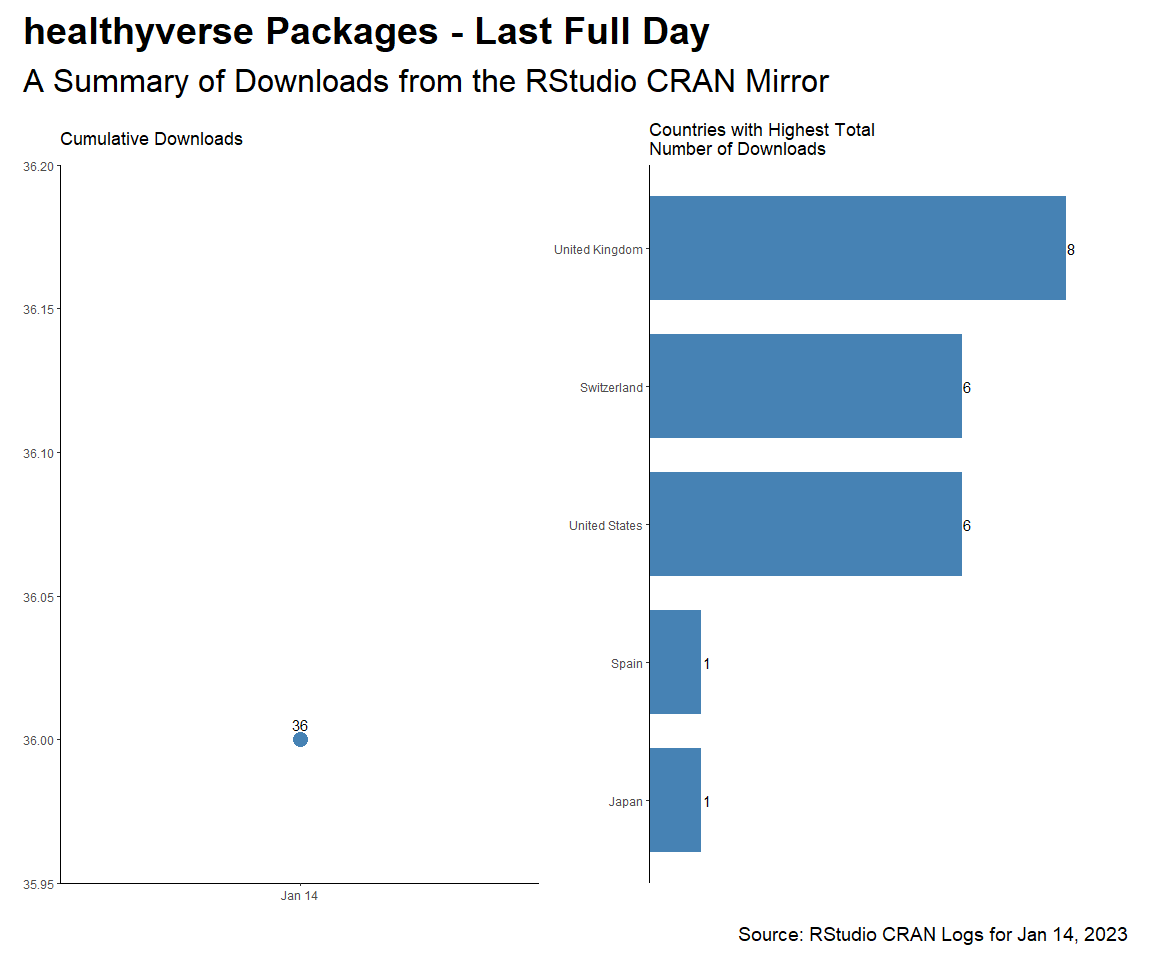 healthyverse Packages - Last Full Day
A Summary of Downloads from the RStudio CRAN Mirror
Cumulative Downloads
36.20
36.15
36.10
36.05
36.00
35.95
36
Jan 14
Countries with Highest Total
Number of Downloads
United Kingdom 8
Switzerland 6
United States 6
Spain 1
Japan 1
Source: RStudio CRAN Logs for Jan 14, 2023